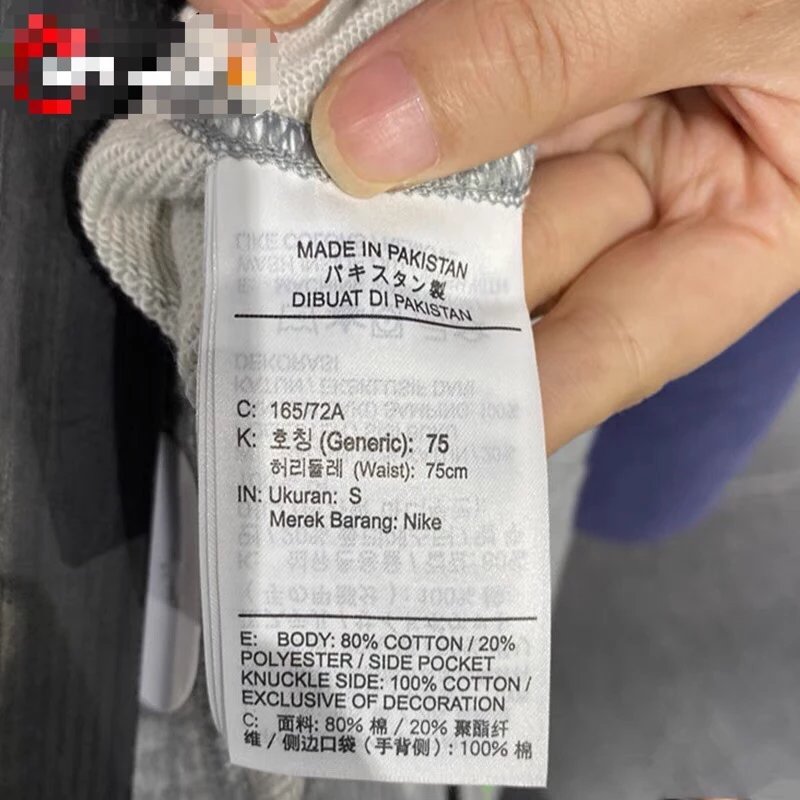 MADE IN PAKISTAN
パキスタン製
DIBUAT DI PAKISTAN
C: 165/72A
K: 호칭 (Generic): 75
허리둘레 (Waist): 75cm
IN: Ukuran: S
Merek Barang: Nike
E: BODY: 80% COTTON / 20%
POLYESTER / SIDE POCKET
KNUCKLE SIDE: 100% COTTON /
EXCLUSIVE OF DECORATION
C: 面料: 80% 棉 / 20% 聚酯纤
维 / 侧边口袋 (手背侧) : 100% 棉